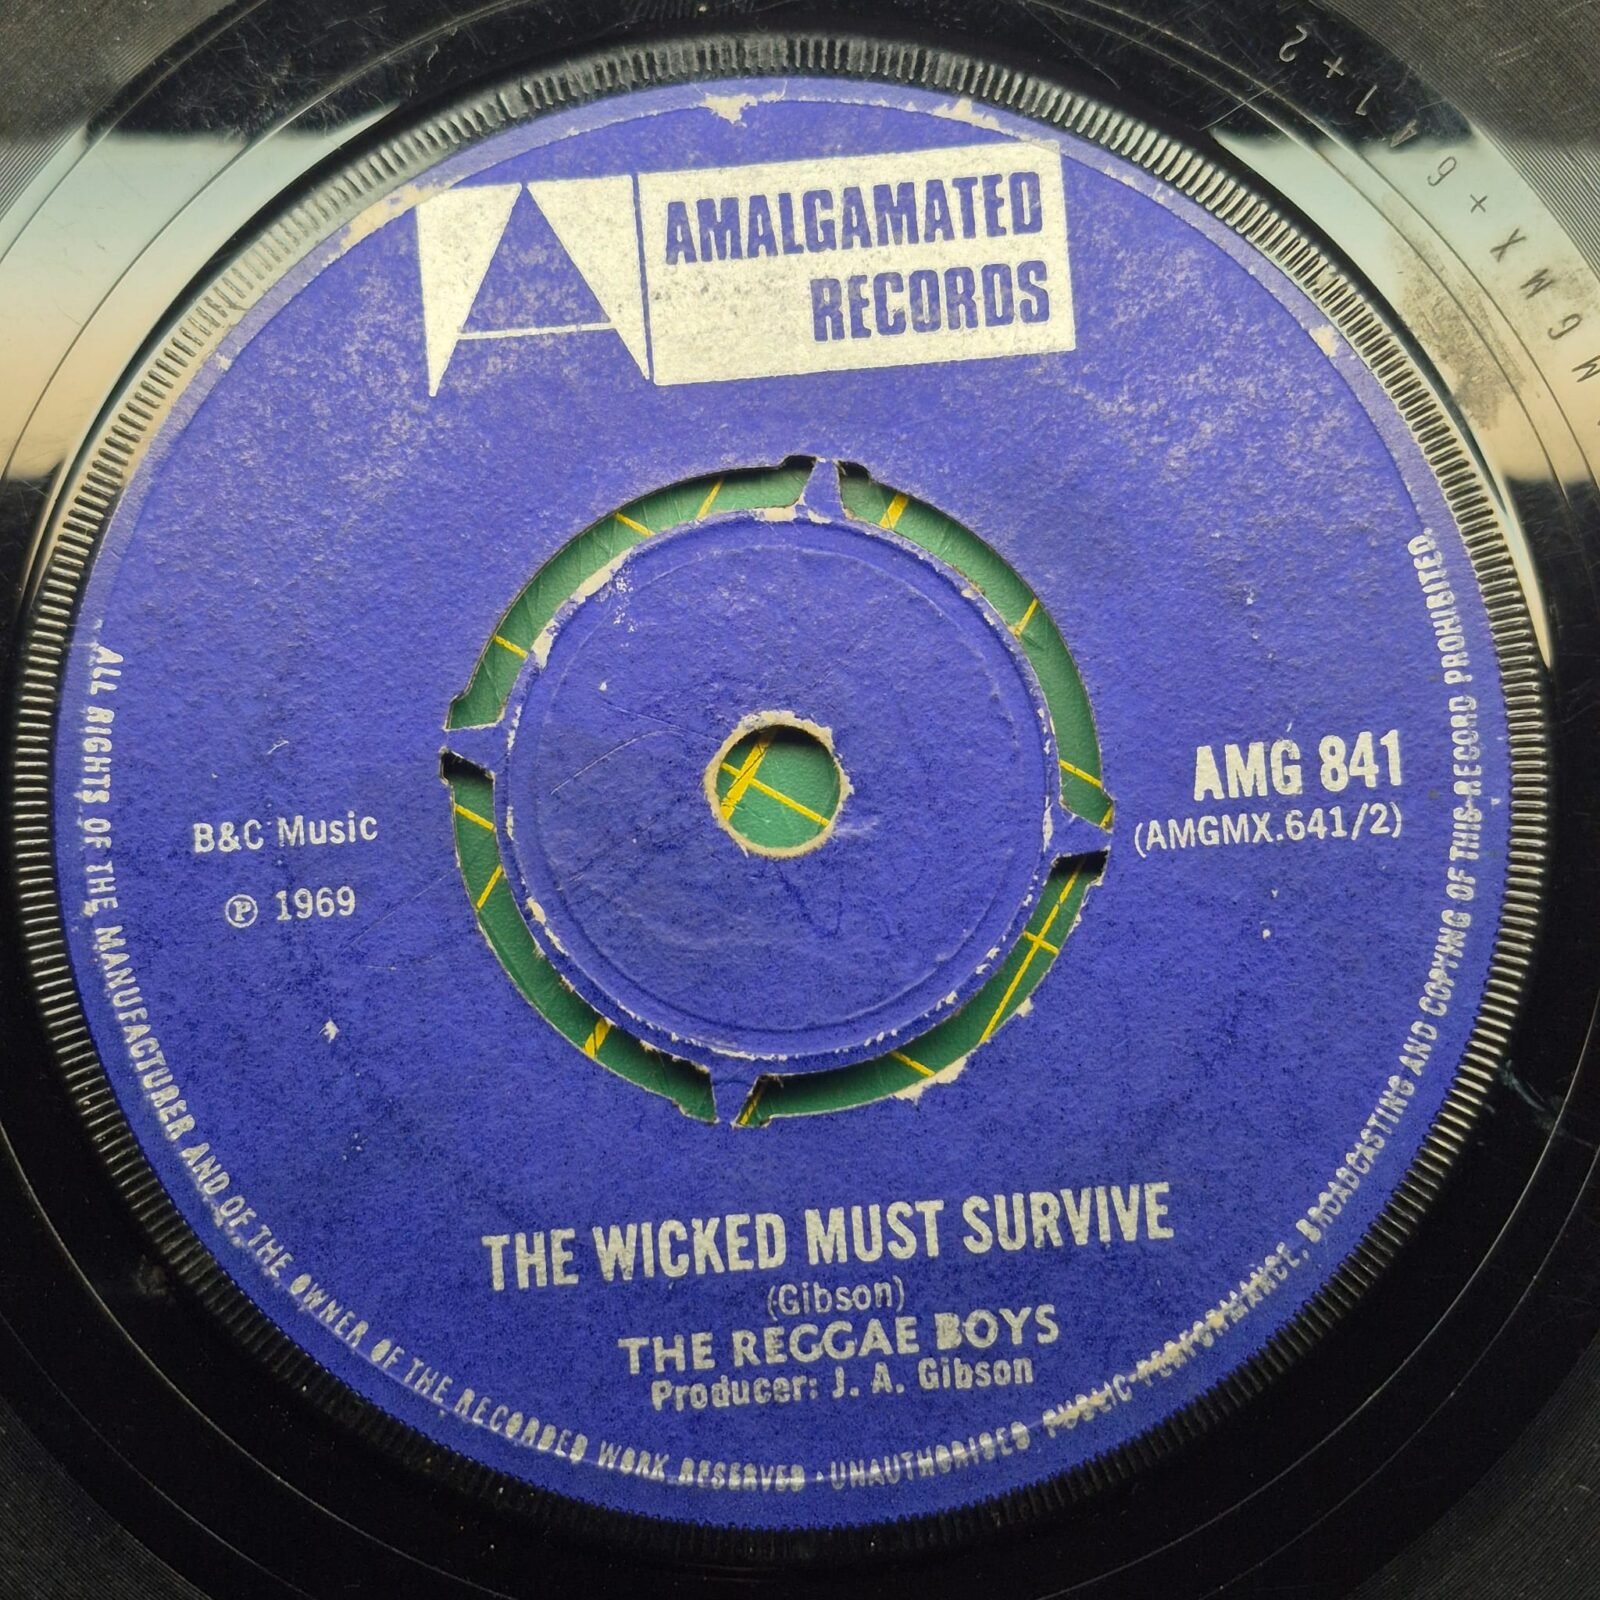 AMALGAMATED
RECORDS
B&C Music
℗ 1969
AMG 841
(AMGMX.641/2)
THE WICKED MUST SURVIVE
(Gibson)
THE REGGAE BOYS
Producer: J. A. Gibson
ALL RIGHTS OF THE MANUFACTURER AND OF THE OWNER OF THE RECORDED WORK RESERVED · UNAUTHORISED PUBLIC PERFORMANCE, BROADCASTING AND COPYING OF THIS RECORD PROHIBITED